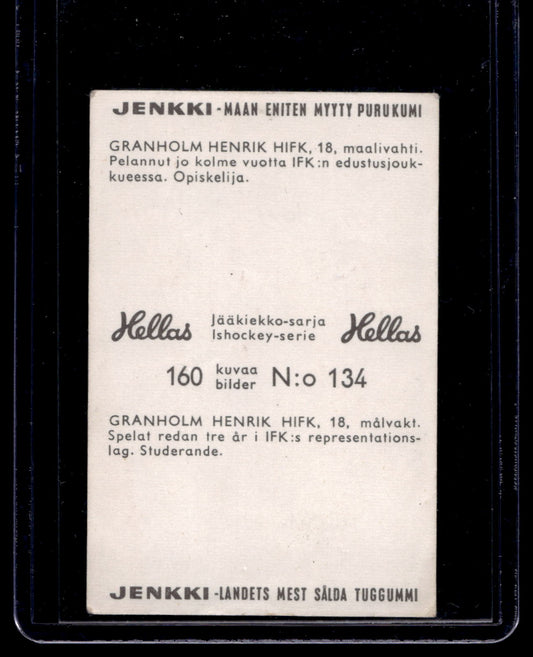 JENKKI -MAAN ENITEN MYYTY PURUKUMI
GRANHOLM HENRIK HIFK, 18, maalivahti.
Pelannut jo kolme vuotta IFK:n edustusjouk-
kueessa. Opiskelija.
Hellas Jääkiekko-sarja Hellas
Ishockey-serie
160 kuvaa N:o 134
bilder
GRANHOLM HENRIK HIFK, 18, målvakt.
Spelat redan tre år i IFK:s representations-
lag. Studerande.
JENKKI -LANDETS MEST SÅLDA TUGGUMMI